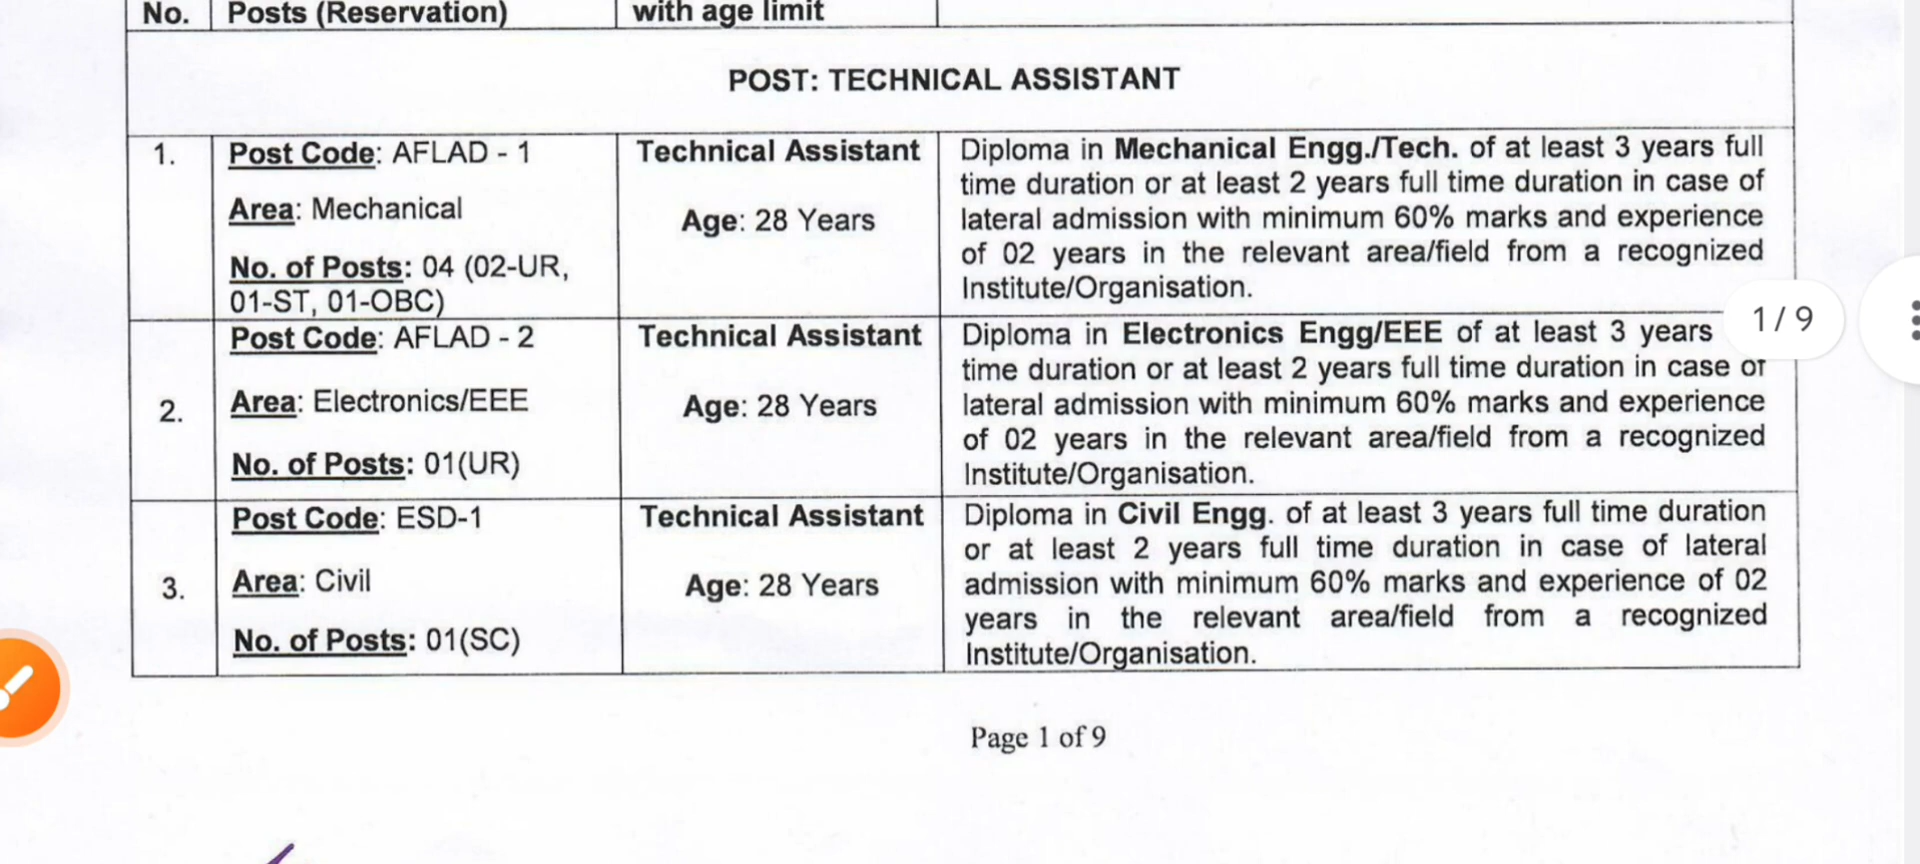 No. Posts (Reservation) with age limit
POST: TECHNICAL ASSISTANT
1.
Post Code: AFLAD - 1
Area: Mechanical
No. of Posts: 04 (02-UR,
01-ST, 01-OBC)
Technical Assistant
Age: 28 Years
Diploma in Mechanical Engg./Tech. of at least 3 years full
time duration or at least 2 years full time duration in case of
lateral admission with minimum 60% marks and experience
of 02 years in the relevant area/field from a recognized
Institute/Organisation.
2.
Post Code: AFLAD - 2
Area: Electronics/EEE
No. of Posts: 01(UR)
Technical Assistant
Age: 28 Years
Diploma in Electronics Engg/EEE of at least 3 years
time duration or at least 2 years full time duration in case of
lateral admission with minimum 60% marks and experience
of 02 years in the relevant area/field from a recognized
Institute/Organisation.
1/9
3.
Post Code: ESD-1
Area: Civil
No. of Posts: 01(SC)
Technical Assistant
Age: 28 Years
Diploma in Civil Engg. of at least 3 years full time duration
or at least 2 years full time duration in case of lateral
admission with minimum 60% marks and experience of 02
years in the relevant area/field from a recognized
Institute/Organisation.
Page 1 of 9